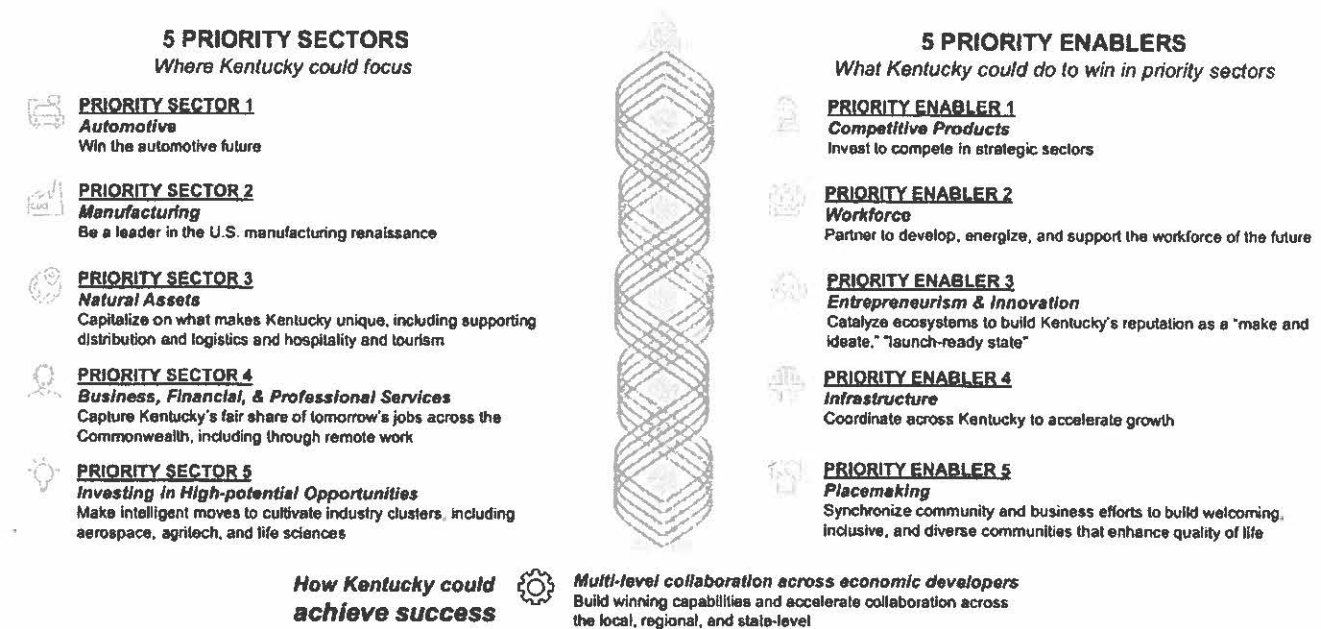 5 PRIORITY SECTORS
Where Kentucky could focus
PRIORITY SECTOR 1
Automotive
Win the automotive future
PRIORITY SECTOR 2
Manufacturing
Be a leader in the U.S. manufacturing renaissance
PRIORITY SECTOR 3
Natural Assets
Capitalize on what makes Kentucky unique, including supporting
distribution and logistics and hospitality and tourism
PRIORITY SECTOR 4
Business, Financial, & Professional Services
Capture Kentucky's fair share of tomorrow's jobs across the
Commonwealth, including through remote work
PRIORITY SECTOR 5
Investing in High-potential Opportunities
Make intelligent moves to cultivate industry clusters, including
aerospace, agritech, and life sciences
5 PRIORITY ENABLERS
What Kentucky could do to win in priority sectors
PRIORITY ENABLER 1
Competitive Products
Invest to compete in strategic sectors
PRIORITY ENABLER 2
Workforce
Partner to develop, energize, and support the workforce of the future
PRIORITY ENABLER 3
Entrepreneurism & Innovation
Catalyze ecosystems to build Kentucky's reputation as a "make and
ideate," "launch-ready state"
PRIORITY ENABLER 4
Infrastructure
Coordinate across Kentucky to accelerate growth
PRIORITY ENABLER 5
Placemaking
Synchronize community and business efforts to build welcoming,
inclusive, and diverse communities that enhance quality of life
How Kentucky could
achieve success
Multi-level collaboration across economic developers
Build winning capabilities and accelerate collaboration across
the local, regional, and state-level